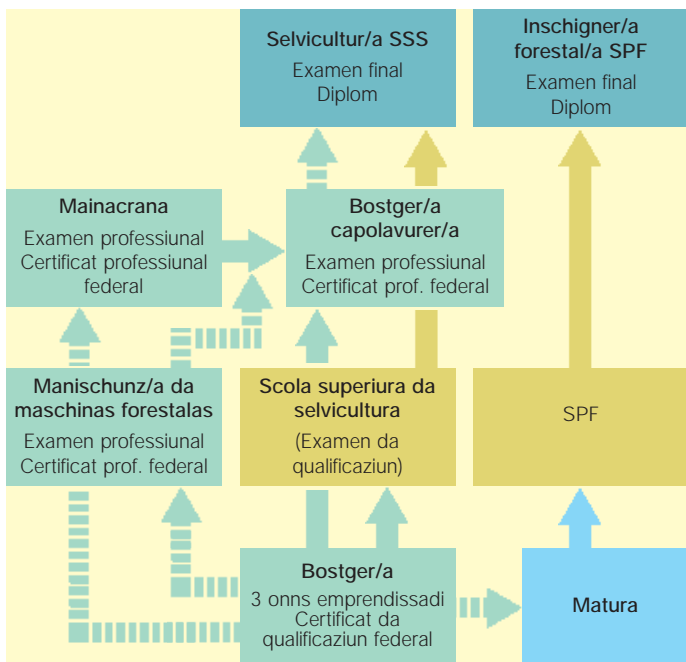 Selvicultur/a SSS
Examen final
Diplom
Inschigner/a
forestal/a SPF
Examen final
Diplom
Mainacrana
Examen professiunal
Certificat professiunal
federal
Bostger/a
capolavurer/a
Examen professiunal
Certificat prof. federal
Manischunz/a da
maschinas forestalas
Examen professiunal
Certificat prof. federal
Scola superiura da
selvicultura
(Examen da
qualificaziun)
SPF
Bostger/a
3 onns emprendissadi
Certificat da
qualificaziun federal
Matura